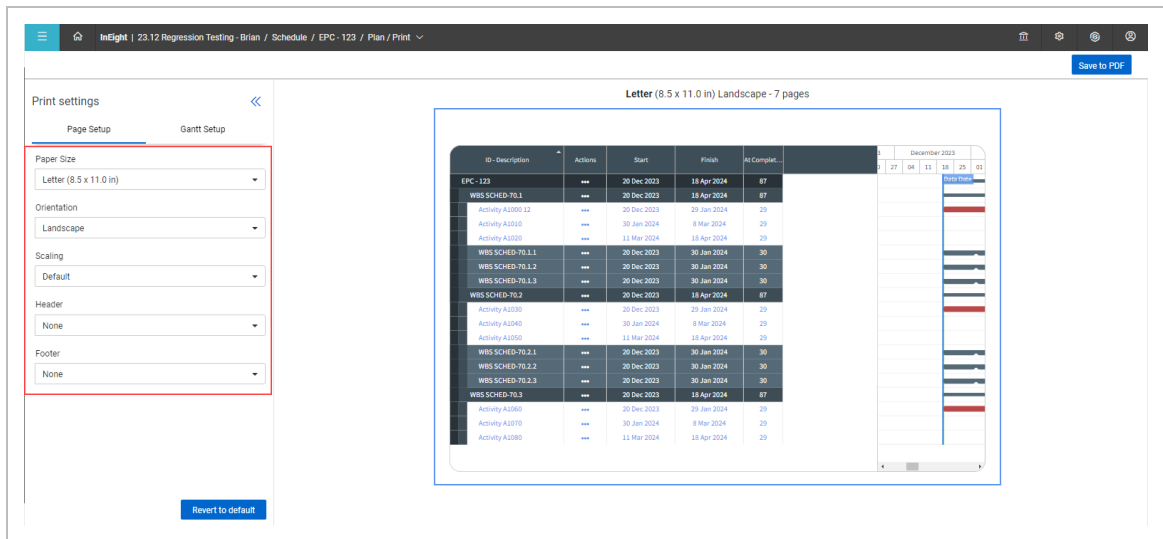 InEight | 23.12 Regression Testing - Brian / Schedule / EPC - 123 / Plan / Print
Save to PDF
Print settings
Page Setup Gantt Setup
Paper Size
Letter (8.5 x 11.0 in)
Orientation
Landscape
Scaling
Default
Header
None
Footer
None
Revert to default
Letter (8.5 x 11.0 in) Landscape - 7 pages
ID - Description Actions Start Finish At Complet...
December 2023
27 04 11 18 25 01
Data Date
EPC - 123 ••• 20 Dec 2023 18 Apr 2024 87
WBS SCHED-70.1 ••• 20 Dec 2023 18 Apr 2024 87
Activity A1000 12 ••• 20 Dec 2023 29 Jan 2024 29
Activity A1010 ••• 30 Jan 2024 8 Mar 2024 29
Activity A1020 ••• 11 Mar 2024 18 Apr 2024 29
WBS SCHED-70.1.1 ••• 20 Dec 2023 30 Jan 2024 30
WBS SCHED-70.1.2 ••• 20 Dec 2023 30 Jan 2024 30
WBS SCHED-70.1.3 ••• 20 Dec 2023 30 Jan 2024 30
WBS SCHED-70.2 ••• 20 Dec 2023 18 Apr 2024 87
Activity A1030 ••• 20 Dec 2023 29 Jan 2024 29
Activity A1040 ••• 30 Jan 2024 8 Mar 2024 29
Activity A1050 ••• 11 Mar 2024 18 Apr 2024 29
WBS SCHED-70.2.1 ••• 20 Dec 2023 30 Jan 2024 30
WBS SCHED-70.2.2 ••• 20 Dec 2023 30 Jan 2024 30
WBS SCHED-70.2.3 ••• 20 Dec 2023 30 Jan 2024 30
WBS SCHED-70.3 ••• 20 Dec 2023 18 Apr 2024 87
Activity A1060 ••• 20 Dec 2023 29 Jan 2024 29
Activity A1070 ••• 30 Jan 2024 8 Mar 2024 29
Activity A1080 ••• 11 Mar 2024 18 Apr 2024 29